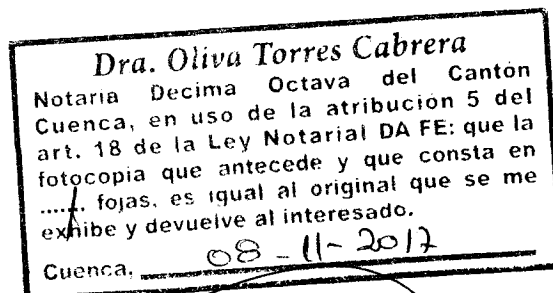 Dra. Oliva Torres Cabrera
Notaria Decima Octava del Cantón
Cuenca, en uso de la atribución 5 del
art. 18 de la Ley Notarial DA FE: que la
fotocopia que antecede y que consta en
....... fojas, es igual al original que se me
exhibe y devuelve al interesado.
Cuenca, 08-11-2017